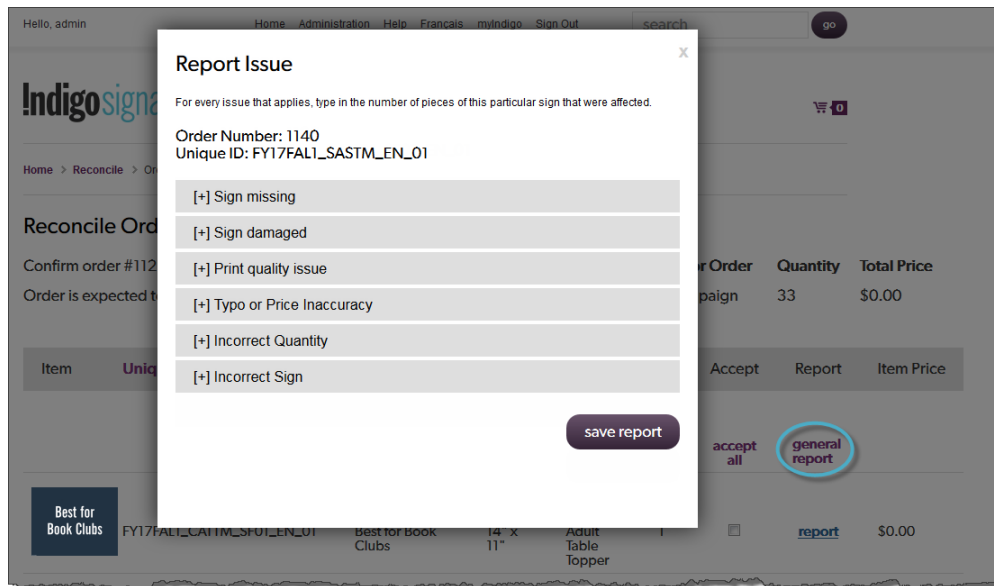 Hello, admin
Home Administration Help Français myIndigo Sign Out
search
go
x
Report Issue
For every issue that applies, type in the number of pieces of this particular sign that were affected.
!ndigo signa
0
Order Number: 1140
Unique ID: FY17FAL1_SASTM_EN_01
Home > Reconcile > Or
[+] Sign missing
[+] Sign damaged
[+] Print quality issue
[+] Typo or Price Inaccuracy
[+] Incorrect Quantity
[+] Incorrect Sign
save report
Reconcile Ord
Confirm order #112
r Order Quantity Total Price
Order is expected t
paign 33 $0.00
Item Uniq Accept Report Item Price
accept
all
general
report
Best for
Book Clubs
FY17FAL1_CATTM_SF01_EN_01
Best for Book
Clubs
14" x
11"
Adult
Table
Topper
1
report
$0.00